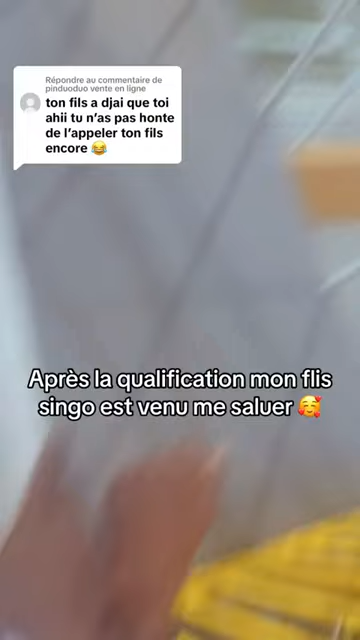 Répondre au commentaire de
pinduoduo vente en ligne
ton fils a djai que toi
ahii tu n'as pas honte
de l'appeler ton fils
encore 😂
Après la qualification mon flis
singo est venu me saluer 🥰